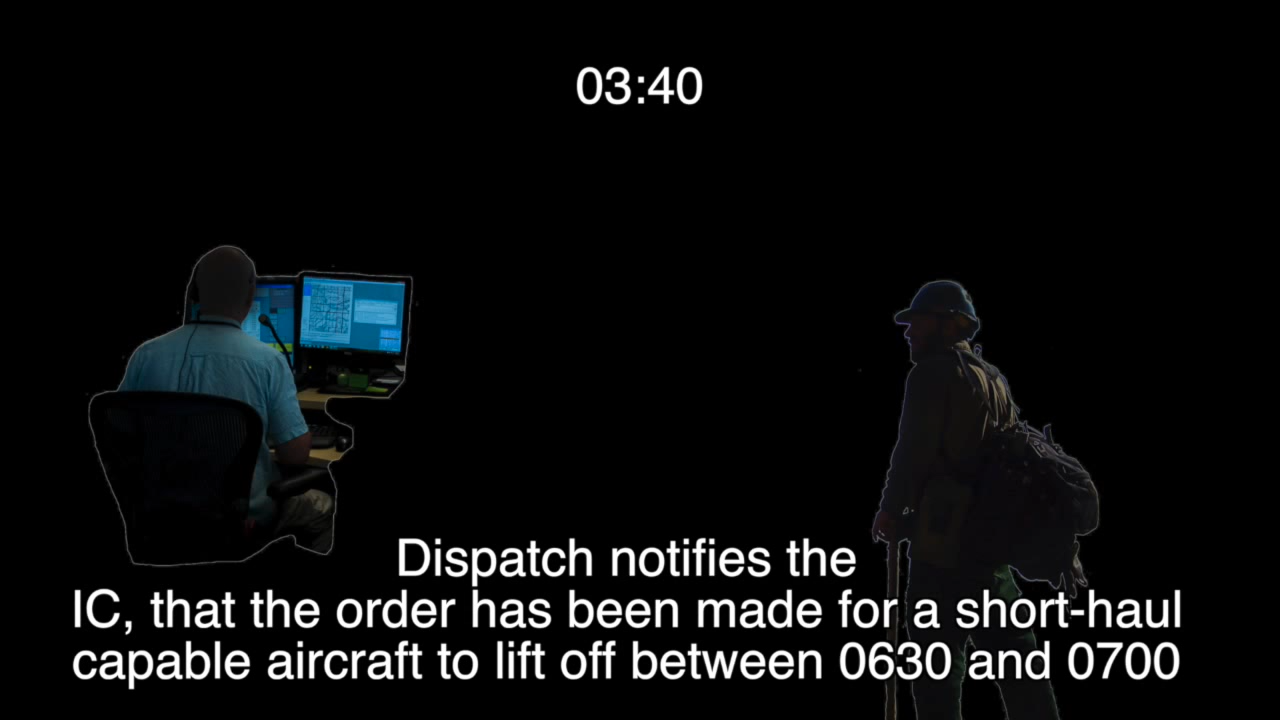 03:40
Dispatch notifies the
IC, that the order has been made for a short-haul
capable aircraft to lift off between 0630 and 0700